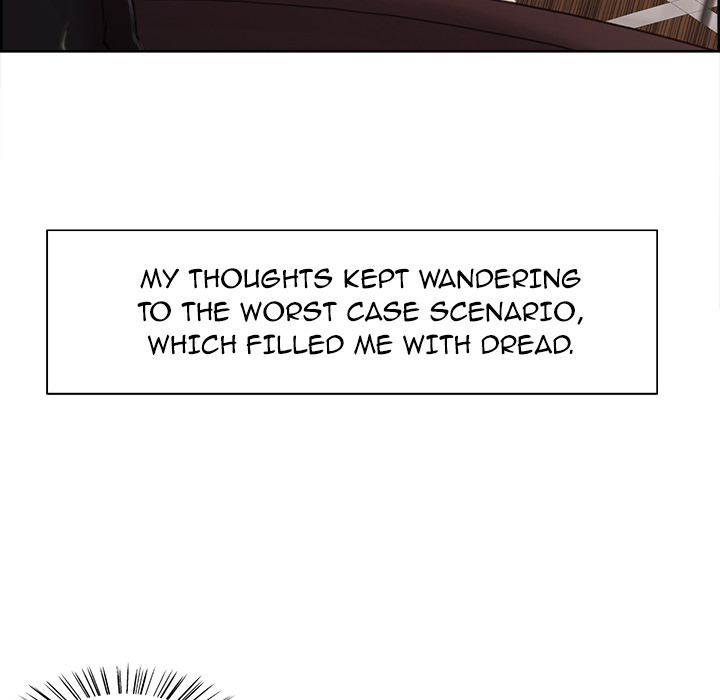 MY THOUGHTS KEPT WANDERING
TO THE WORST CASE SCENARIO,
WHICH FILLED ME WITH DREAD.